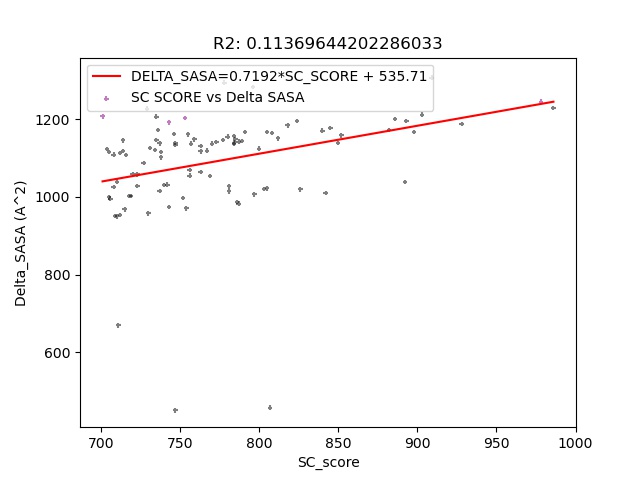 R2: 0.11369644202286033
DELTA_SASA=0.7192*SC_SCORE + 535.71
SC SCORE vs Delta SASA
1200
1000
800
600
Delta_SASA (A^2)
700 750 800 850 900 950 1000
SC_score